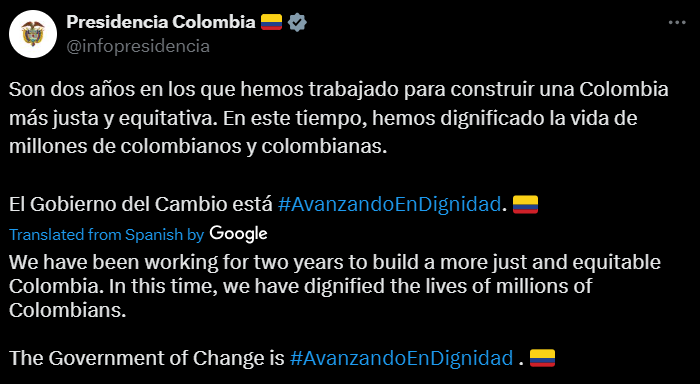 Presidencia Colombia 🇨🇴
@infopresidencia
Son dos años en los que hemos trabajado para construir una Colombia
más justa y equitativa. En este tiempo, hemos dignificado la vida de
millones de colombianos y colombianas.
El Gobierno del Cambio está #AvanzandoEnDignidad. 🇨🇴
Translated from Spanish by Google
We have been working for two years to build a more just and equitable
Colombia. In this time, we have dignified the lives of millions of
Colombians.
The Government of Change is #AvanzandoEnDignidad . 🇨🇴